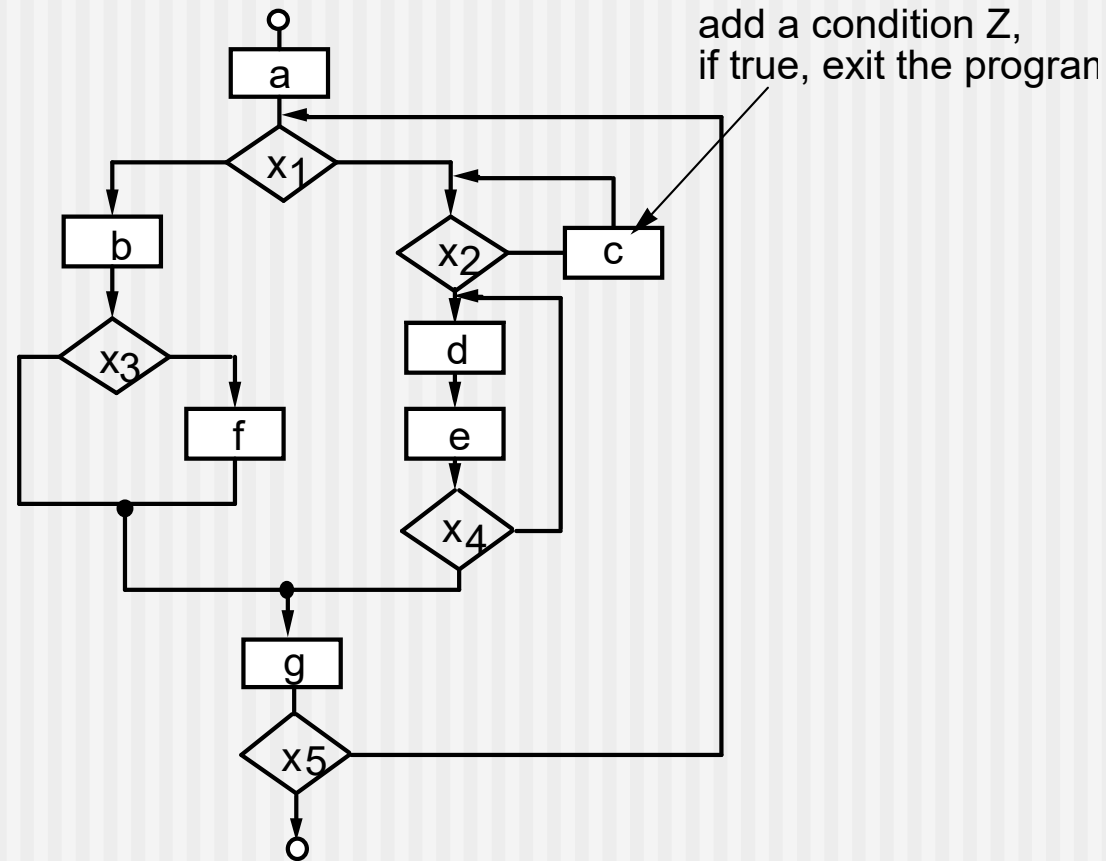 add a condition Z,
if true, exit the program
a
x1
b
x2
c
x3
d
f
e
x4
g
x5